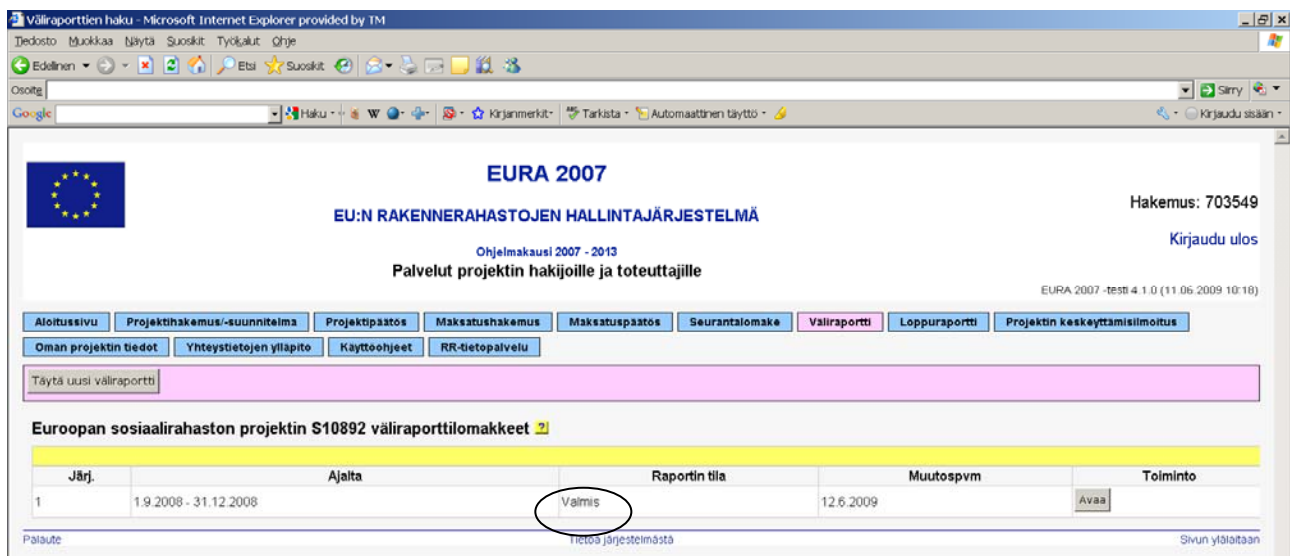 Väliraporttien haku - Microsoft Internet Explorer provided by TM
Tiedosto Muokkaa Näytä Suosikit Työkalut Ohje
Edellinen Etsi Suosikit
Osoite Siirry
Google Haku W Kirjanmerkit Tarkista Automaattinen täyttö Kirjaudu sisään
EURA 2007
EU:N RAKENNERAHASTOJEN HALLINTAJÄRJESTELMÄ
Hakemus: 703549
Kirjaudu ulos
Ohjelmakausi 2007 - 2013
Palvelut projektin hakijoille ja toteuttajille
EURA 2007 -testi 4.1.0 (11.06.2009 10:18)
Aloitussivu Projektihakemus/-suunnitelma Projektipäätös Maksatushakemus Maksatuspäätös Seurantalomake Väliraportti Loppuraportti Projektin keskeyttämisilmoitus
Oman projektin tiedot Yhteystietojen ylläpito Käyttöohjeet RR-tietopalvelu
Täytä uusi väliraportti
Euroopan sosiaalirahaston projektin S10892 väliraporttilomakkeet ?
Järj. Ajalta Raportin tila Muutospvm Toiminto
1 1.9.2008 - 31.12.2008 Valmis 12.6.2009 Avaa
Palaute Tietoa järjestelmästä Sivun ylälaitaan